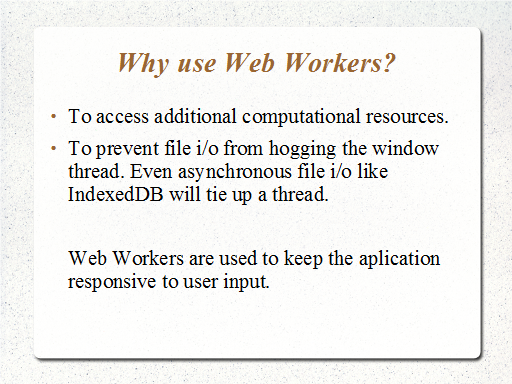 Why use Web Workers?
• To access additional computational resources.
• To prevent file i/o from hogging the window
thread. Even asynchronous file i/o like
IndexedDB will tie up a thread.
Web Workers are used to keep the aplication
responsive to user input.